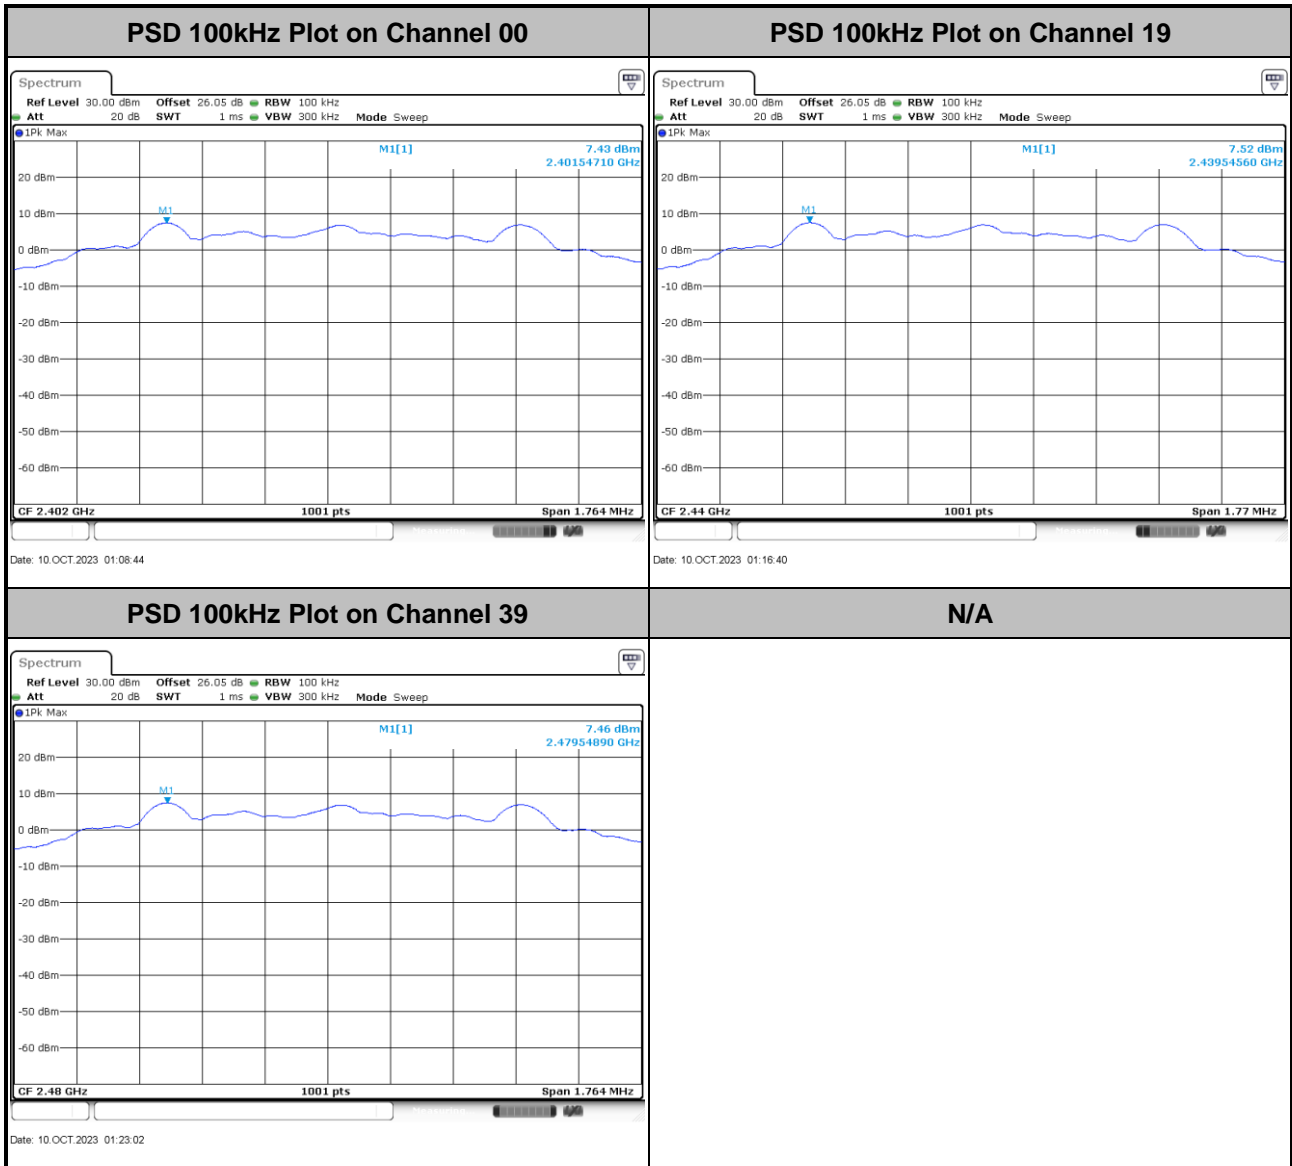 PSD 100kHz Plot on Channel 00
PSD 100kHz Plot on Channel 19
Spectrum
Ref Level 30.00 dBm Offset 26.05 dB RBW 100 kHz
Att 20 dB SWT 1 ms VBW 300 kHz Mode Sweep
1Pk Max
M1[1] 7.43 dBm
2.40154710 GHz
20 dBm
M1
10 dBm
0 dBm
-10 dBm
-20 dBm
-30 dBm
-40 dBm
-50 dBm
-60 dBm
CF 2.402 GHz 1001 pts Span 1.764 MHz
Date: 10.OCT.2023 01:08:44
Spectrum
Ref Level 30.00 dBm Offset 26.05 dB RBW 100 kHz
Att 20 dB SWT 1 ms VBW 300 kHz Mode Sweep
1Pk Max
M1[1] 7.52 dBm
2.43954560 GHz
20 dBm
M1
10 dBm
0 dBm
-10 dBm
-20 dBm
-30 dBm
-40 dBm
-50 dBm
-60 dBm
CF 2.44 GHz 1001 pts Span 1.77 MHz
Date: 10.OCT.2023 01:16:40
PSD 100kHz Plot on Channel 39
N/A
Spectrum
Ref Level 30.00 dBm Offset 26.05 dB RBW 100 kHz
Att 20 dB SWT 1 ms VBW 300 kHz Mode Sweep
1Pk Max
M1[1] 7.46 dBm
2.47954890 GHz
20 dBm
M1
10 dBm
0 dBm
-10 dBm
-20 dBm
-30 dBm
-40 dBm
-50 dBm
-60 dBm
CF 2.48 GHz 1001 pts Span 1.764 MHz
Date: 10.OCT.2023 01:23:02